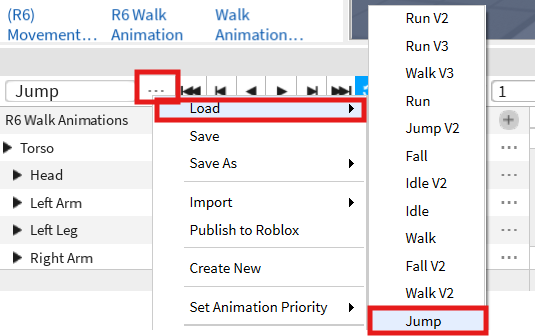 (R6)
Movement...
R6 Walk
Animation
Walk
Animation...
Jump
...
1
R6 Walk Animations
Torso
Head
Left Arm
Left Leg
Right Arm
Load
Save
Save As
Import
Publish to Roblox
Create New
Set Animation Priority
Run V2
Run V3
Walk V3
Run
Jump V2
Fall
Idle V2
Idle
Walk
Fall V2
Walk V2
Jump